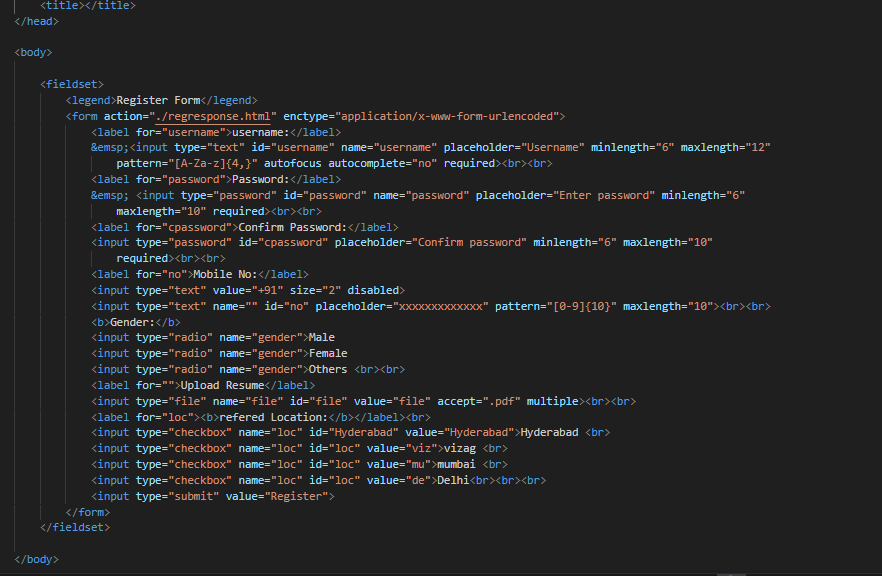 <title></title>
</head>
<body>
<fieldset>
<legend>Register Form</legend>
<form action="./regresponse.html" enctype="application/x-www-form-urlencoded">
<label for="username">username:</label>
&emsp;<input type="text" id="username" name="username" placeholder="Username" minlength="6" maxlength="12"
pattern="[A-Za-z]{4,}" autofocus autocomplete="no" required><br><br>
<label for="password">Password:</label>
&emsp; <input type="password" id="password" name="password" placeholder="Enter password" minlength="6"
maxlength="10" required><br><br>
<label for="cpassword">Confirm Password:</label>
<input type="password" id="cpassword" placeholder="Confirm password" minlength="6" maxlength="10"
required><br><br>
<label for="no">Mobile No:</label>
<input type="text" value="+91" size="2" disabled>
<input type="text" name="" id="no" placeholder="xxxxxxxxxxxxx" pattern="[0-9]{10}" maxlength="10"><br><br>
<b>Gender:</b>
<input type="radio" name="gender">Male
<input type="radio" name="gender">Female
<input type="radio" name="gender">Others <br><br>
<label for="">Upload Resume</label>
<input type="file" name="file" id="file" value="file" accept=".pdf" multiple><br><br>
<label for="loc"><b>refered Location:</b></label><br>
<input type="checkbox" name="loc" id="Hyderabad" value="Hyderabad">Hyderabad <br>
<input type="checkbox" name="loc" id="loc" value="viz">vizag <br>
<input type="checkbox" name="loc" id="loc" value="mu">mumbai <br>
<input type="checkbox" name="loc" id="loc" value="de">Delhi<br><br><br>
<input type="submit" value="Register">
</form>
</fieldset>
</body>